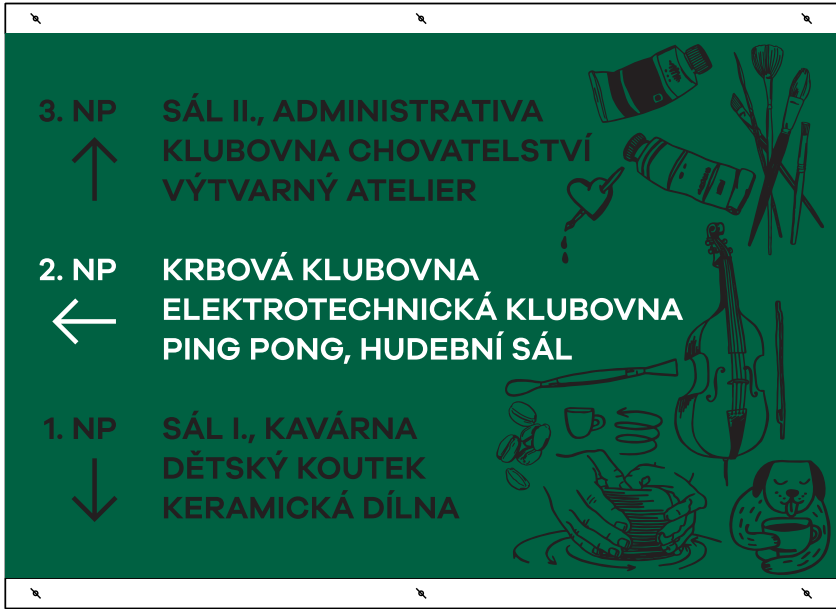 3. NP SÁL II., ADMINISTRATIVA
KLUBOVNA CHOVATELSTVÍ
VÝTVARNÝ ATELIER
2. NP KRBOVÁ KLUBOVNA
ELEKTROTECHNICKÁ KLUBOVNA
PING PONG, HUDEBNÍ SÁL
1. NP SÁL I., KAVÁRNA
DĚTSKÝ KOUTEK
KERAMICKÁ DÍLNA